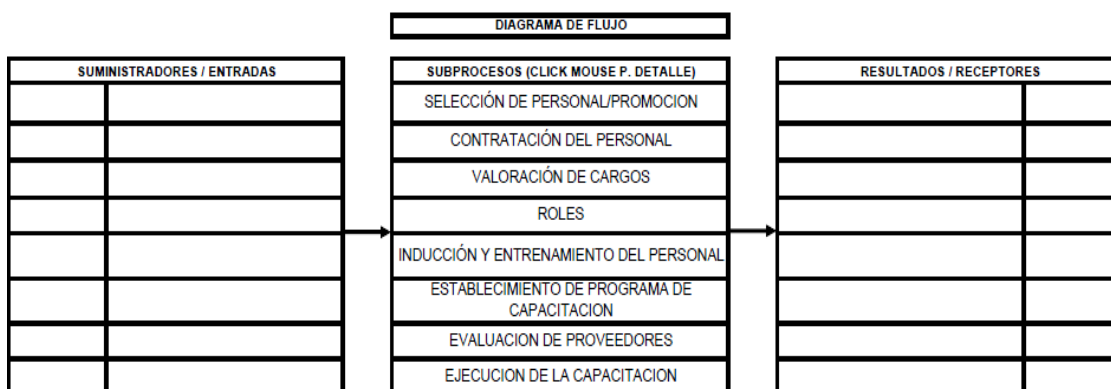 DIAGRAMA DE FLUJO
SUMINISTRADORES / ENTRADAS
SUBPROCESOS (CLICK MOUSE P. DETALLE)
RESULTADOS / RECEPTORES
SELECCIÓN DE PERSONAL/PROMOCION
CONTRATACIÓN DEL PERSONAL
VALORACIÓN DE CARGOS
ROLES
INDUCCIÓN Y ENTRENAMIENTO DEL PERSONAL
ESTABLECIMIENTO DE PROGRAMA DE
CAPACITACION
EVALUACION DE PROVEEDORES
EJECUCION DE LA CAPACITACION